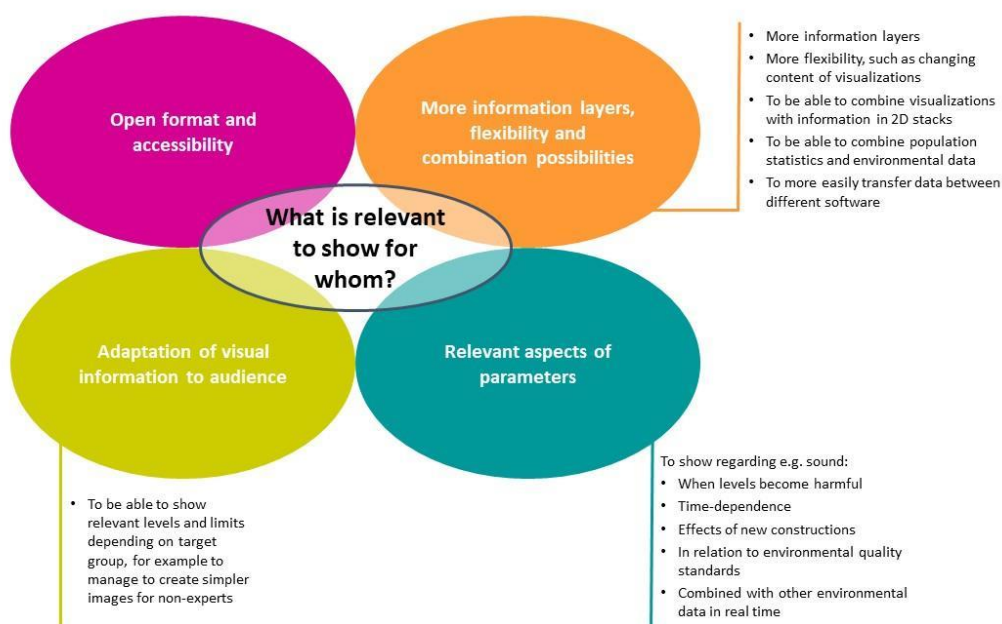 Open format and
accessibility
More information layers,
flexibility and
combination possibilities
• More information layers
• More flexibility, such as changing
content of visualizations
• To be able to combine visualizations
with information in 2D stacks
• To be able to combine population
statistics and environmental data
• To more easily transfer data between
different software
What is relevant
to show for
whom?
Adaptation of visual
information to audience
Relevant aspects of
parameters
• To be able to show
relevant levels and limits
depending on target
group, for example to
manage to create simpler
images for non-experts
To show regarding e.g. sound:
• When levels become harmful
• Time-dependence
• Effects of new constructions
• In relation to environmental quality
standards
• Combined with other environmental
data in real time